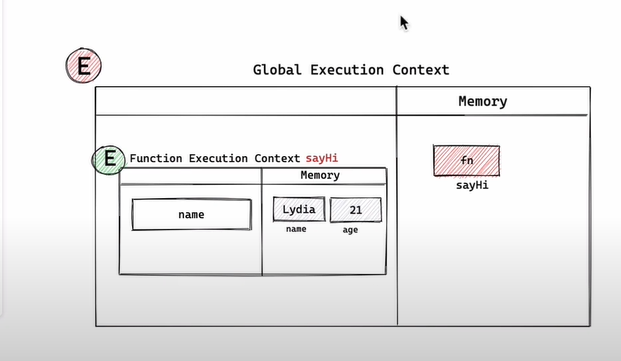 E
Global Execution Context
Memory
E
Function Execution Context sayHi
Memory
name
Lydia
21
name
age
fn
sayHi